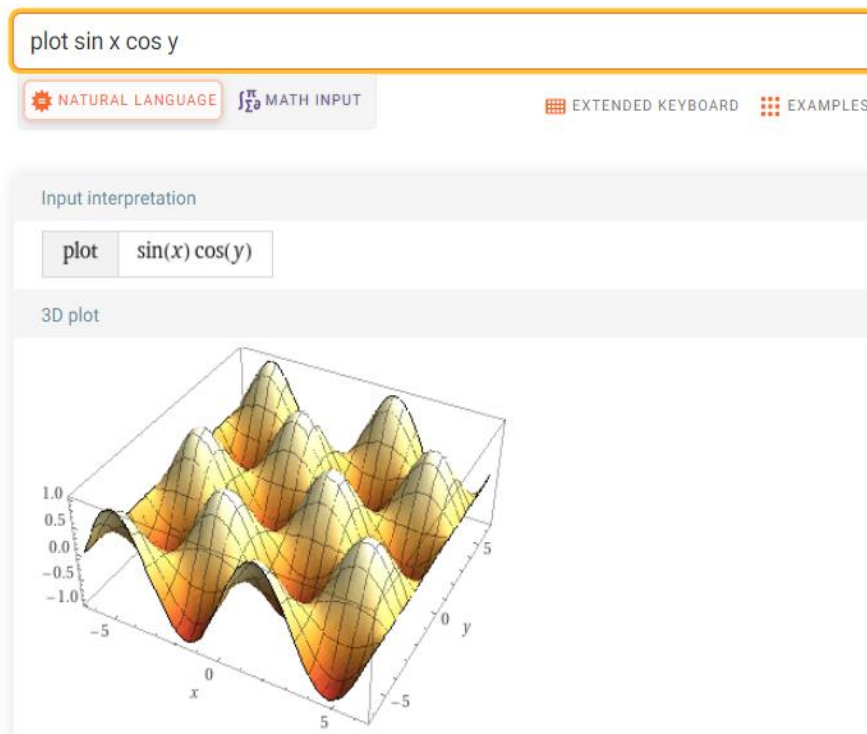 plot sin x cos y
NATURAL LANGUAGE MATH INPUT EXTENDED KEYBOARD EXAMPLES
Input interpretation
plot sin(x) cos(y)
3D plot
1.0
0.5
0.0
−0.5
−1.0
−5
0
x
5
5
0
y
−5